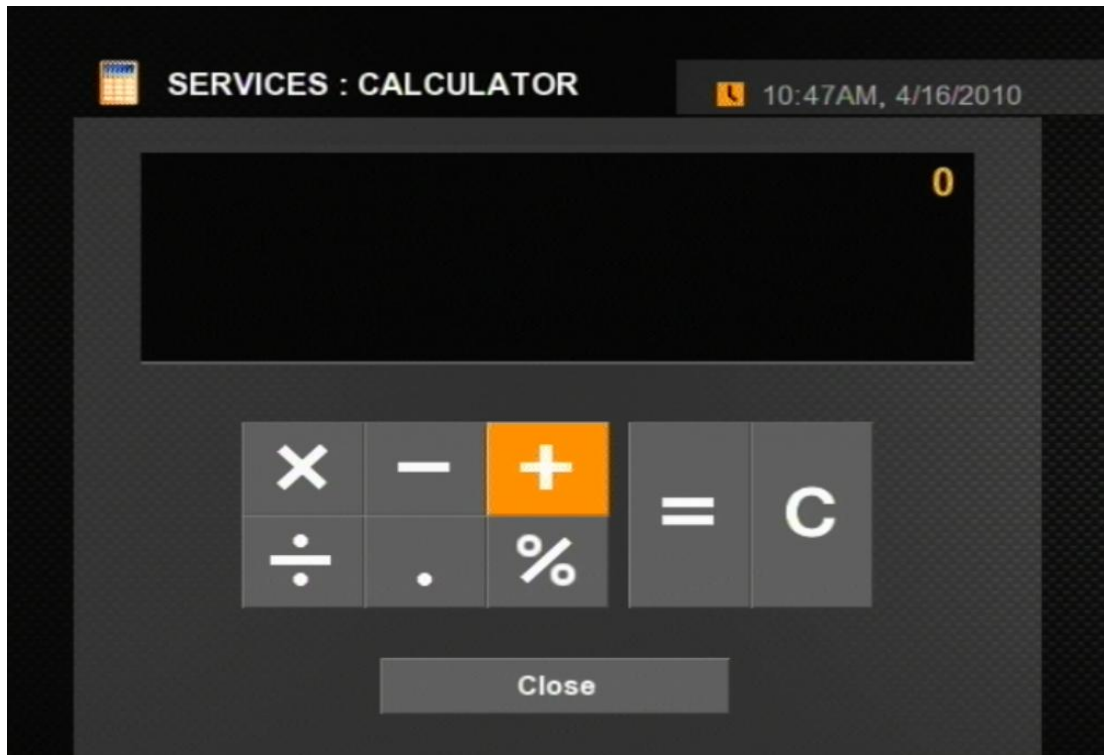 SERVICES : CALCULATOR
10:47AM, 4/16/2010
0
× − + = C
÷ . %
Close